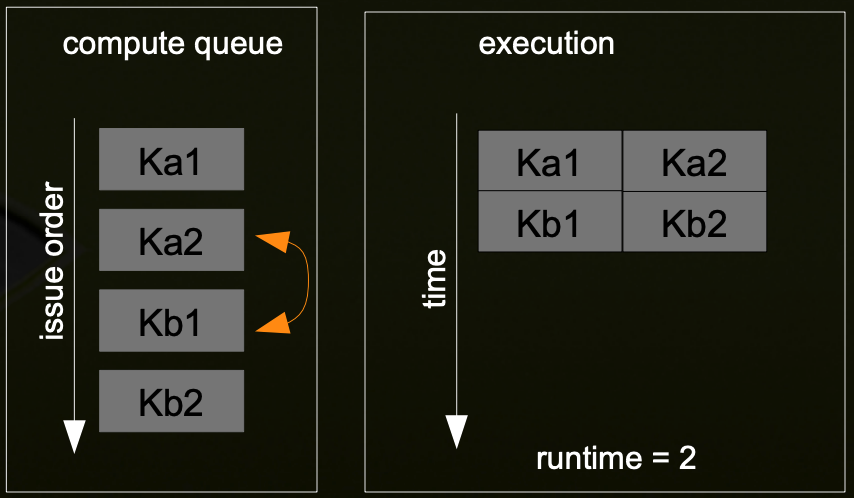 compute queue
issue order
Ka1
Ka2
Kb1
Kb2
execution
time
Ka1 Ka2
Kb1 Kb2
runtime = 2